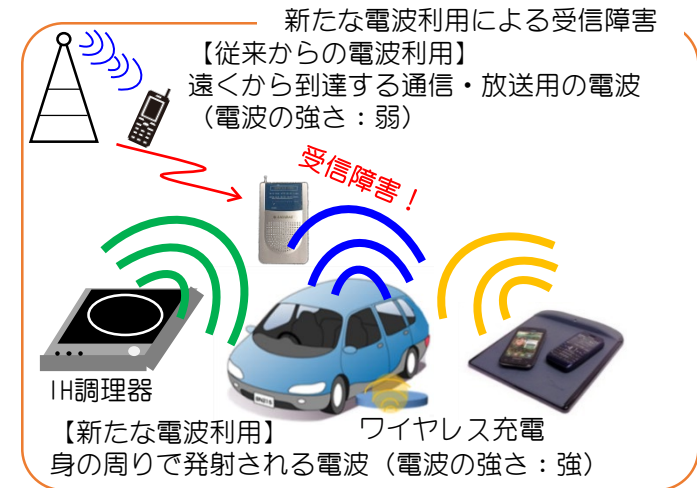 新たな電波利用による受信障害
【従来からの電波利用】
遠くから到達する通信・放送用の電波
（電波の強さ：弱）
受信障害！
IH調理器
ワイヤレス充電
【新たな電波利用】
身の周りで発射される電波（電波の強さ：強）